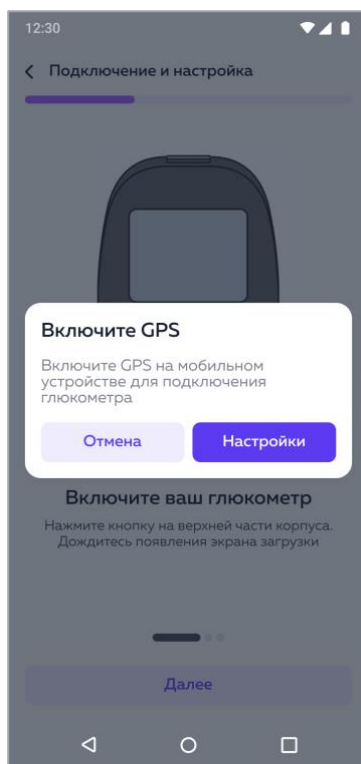 12:30
Подключение и настройка
Включите GPS
Включите GPS на мобильном
устройстве для подключения
глюкометра
Отмена
Настройки
Включите ваш глюкометр
Нажмите кнопку на верхней части корпуса.
Дождитесь появления экрана загрузки
Далее